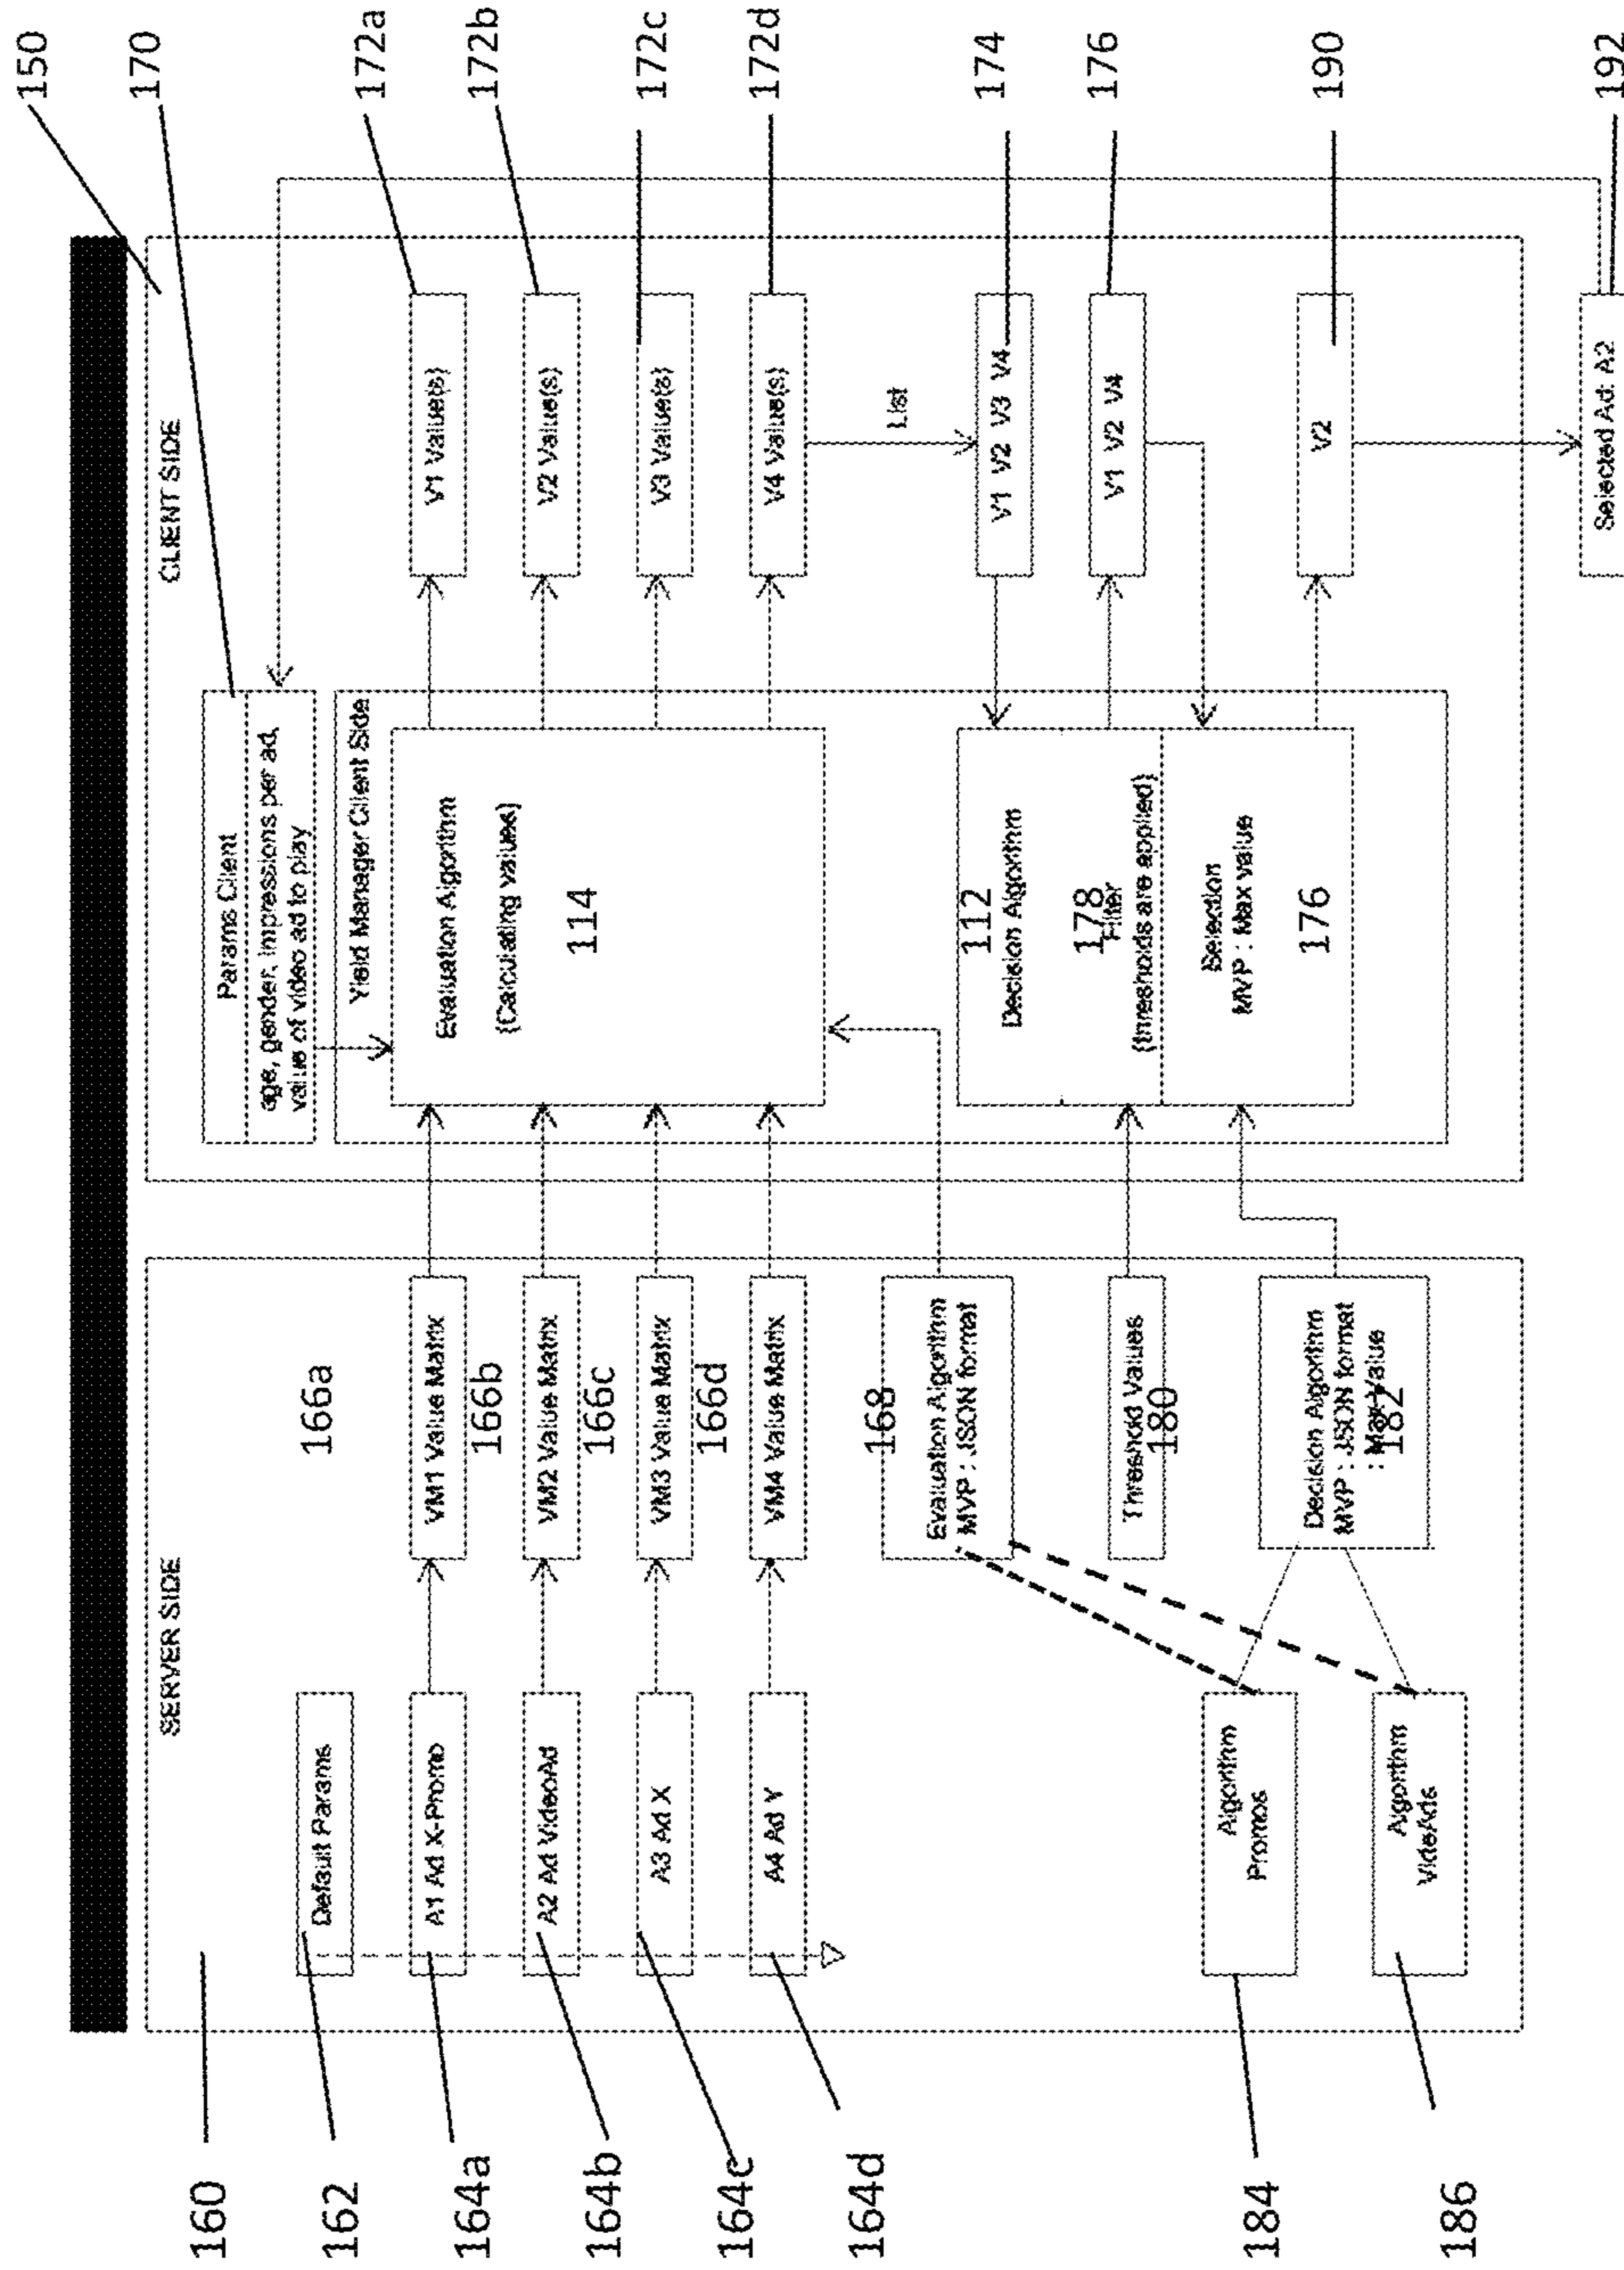 160
162
164a
164b
164c
164d
184
186
SERVER SIDE
Default Params
A1 Ad X-Promo
A2 Ad VideoAd
A3 Ad X
A4 Ad Y
Algorithm
Promos
Algorithm
VideAds
166a
VM1 Value Matrix
166b
VM2 Value Matrix
166c
VM3 Value Matrix
166d
VM4 Value Matrix
168
Evaluation Algorithm
MVP : JSON format
Threshold Values
180
Decision Algorithm
MVP : JSON format
: Max Value
182
CLIENT SIDE
Params Client
age, gender, impressions per ad,
value of video ad to play
Yield Manager Client Side
Evaluation Algorithm
(Calculating values)
114
112
Decision Algorithm
178
Filter
(thresholds are applied)
Selection
MVP : Max value
176
V1 Value(s)
V2 Value(s)
V3 Value(s)
V4 Value(s)
List
V1 V2 V3 V4
V1 V2 V4
V2
Selected Ad: A2
150
170
172a
172b
172c
172d
174
176
190
192